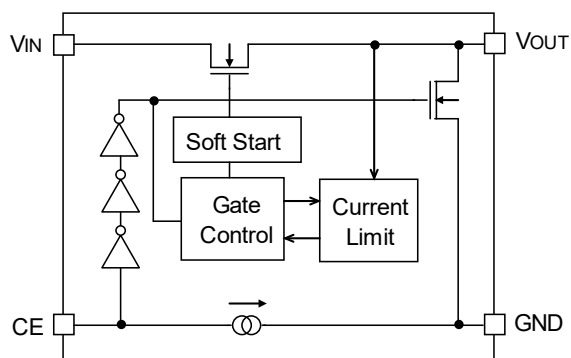 VIN
VOUT
Soft Start
Gate
Control
Current
Limit
CE
GND